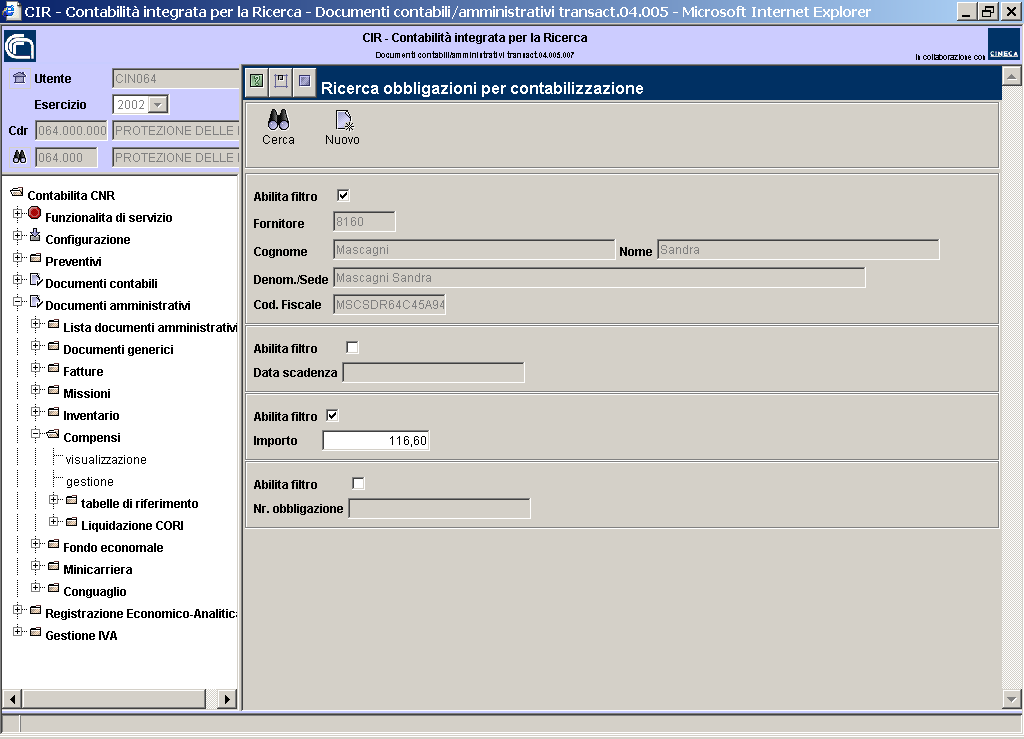 CIR - Contabilità integrata per la Ricerca - Documenti contabili/amministrativi transact.04.005 - Microsoft Internet Explorer
CIR - Contabilità integrata per la Ricerca
Documenti contabili/amministrativi transact.04.005.007
In collaborazione con CINECA
Utente CIN064
Esercizio 2002
Cdr 064.000.000 PROTEZIONE DELLE
064.000 PROTEZIONE DELLE
Contabilita CNR
Funzionalita di servizio
Configurazione
Preventivi
Documenti contabili
Documenti amministrativi
Lista documenti amministrativi
Documenti generici
Fatture
Missioni
Inventario
Compensi
visualizzazione
gestione
tabelle di riferimento
Liquidazione CORI
Fondo economale
Minicarriera
Conguaglio
Registrazione Economico-Analitica
Gestione IVA
Ricerca obbligazioni per contabilizzazione
Cerca Nuovo
Abilita filtro
Fornitore 8160
Cognome Mascagni Nome Sandra
Denom./Sede Mascagni Sandra
Cod. Fiscale MSCSDR64C45A94
Abilita filtro
Data scadenza
Abilita filtro
Importo 116,60
Abilita filtro
Nr. obbligazione